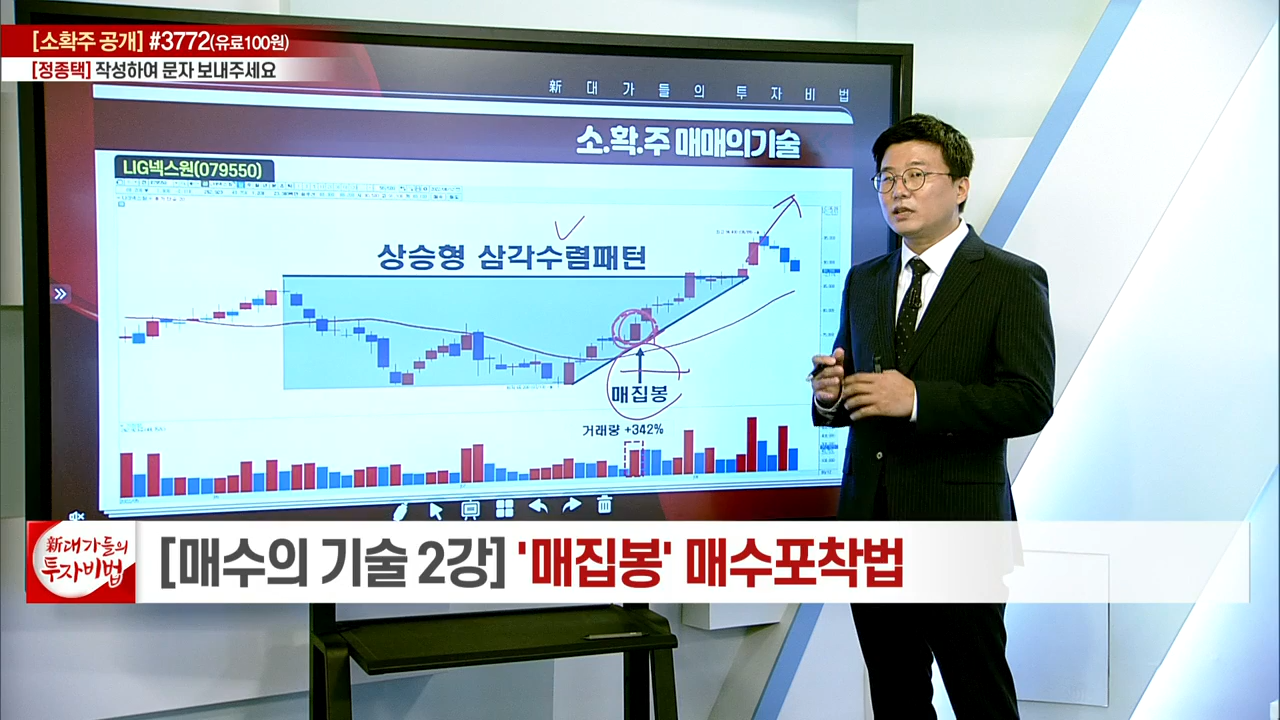 [소확주 공개] #3772(유료100원)
[정종택] 작성하여 문자 보내주세요
新 대 가 들 의 투 자 비 법
소.확.주 매매의기술
LIG넥스원(079550)
상승형 삼각수렴패턴
매집봉
거래량 +342%
新대가들의
투자비법
[매수의 기술 2강] '매집봉' 매수포착법